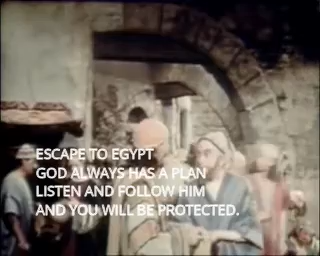 ESCAPE TO EGYPT
GOD ALWAYS HAS A PLAN
LISTEN AND FOLLOW HIM
AND YOU WILL BE PROTECTED.